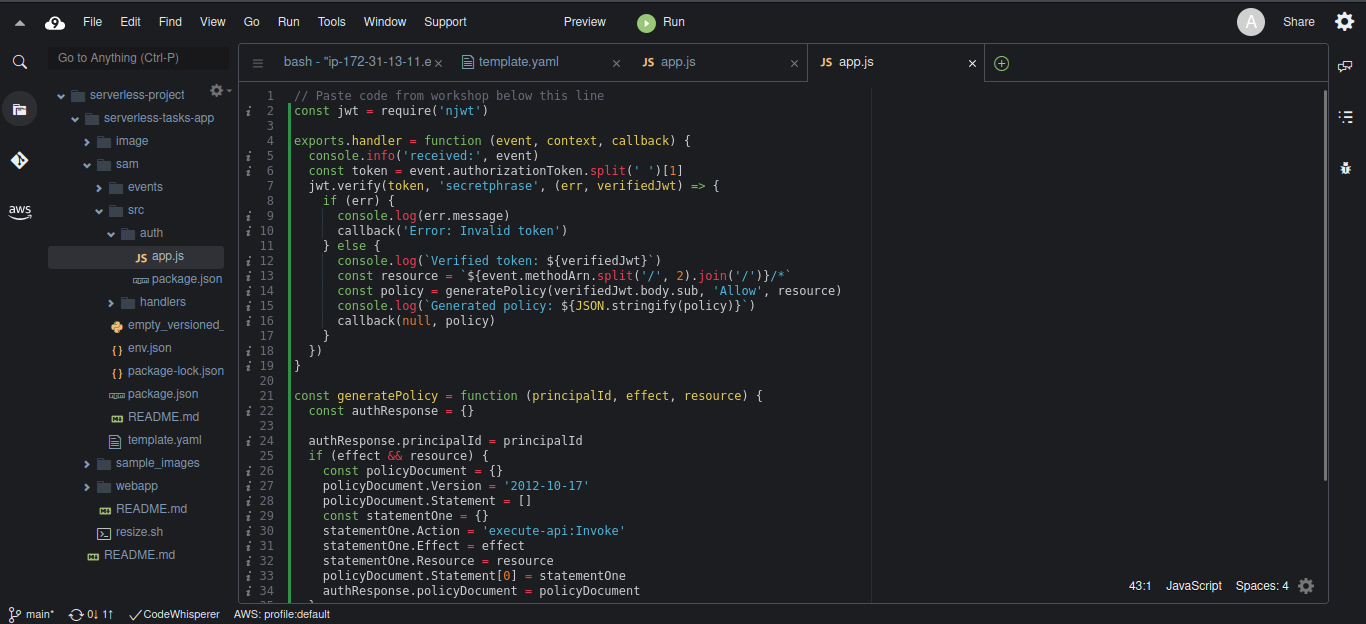 File Edit Find View Go Run Tools Window Support Preview Run A Share
Go to Anything (Ctrl-P)
bash - "ip-172-31-13-11.e × template.yaml × JS app.js × JS app.js ×
serverless-project
serverless-tasks-app
image
sam
events
src
auth
JS app.js
package.json
handlers
empty_versioned_
{} env.json
{} package-lock.json
package.json
README.md
template.yaml
sample_images
webapp
README.md
resize.sh
README.md
aws
1 // Paste code from workshop below this line
2 const jwt = require('njwt')
3
4 exports.handler = function (event, context, callback) {
5 console.info('received:', event)
6 const token = event.authorizationToken.split(' ')[1]
7 jwt.verify(token, 'secretphrase', (err, verifiedJwt) => {
8 if (err) {
9 console.log(err.message)
10 callback('Error: Invalid token')
11 } else {
12 console.log(`Verified token: ${verifiedJwt}`)
13 const resource = `${event.methodArn.split('/', 2).join('/')}/*`
14 const policy = generatePolicy(verifiedJwt.body.sub, 'Allow', resource)
15 console.log(`Generated policy: ${JSON.stringify(policy)}`)
16 callback(null, policy)
17 }
18 })
19 }
20
21 const generatePolicy = function (principalId, effect, resource) {
22 const authResponse = {}
23
24 authResponse.principalId = principalId
25 if (effect && resource) {
26 const policyDocument = {}
27 policyDocument.Version = '2012-10-17'
28 policyDocument.Statement = []
29 const statementOne = {}
30 statementOne.Action = 'execute-api:Invoke'
31 statementOne.Effect = effect
32 statementOne.Resource = resource
33 policyDocument.Statement[0] = statementOne
34 authResponse.policyDocument = policyDocument
43:1 JavaScript Spaces: 4
main* 0↓ 1↑ CodeWhisperer AWS: profile:default